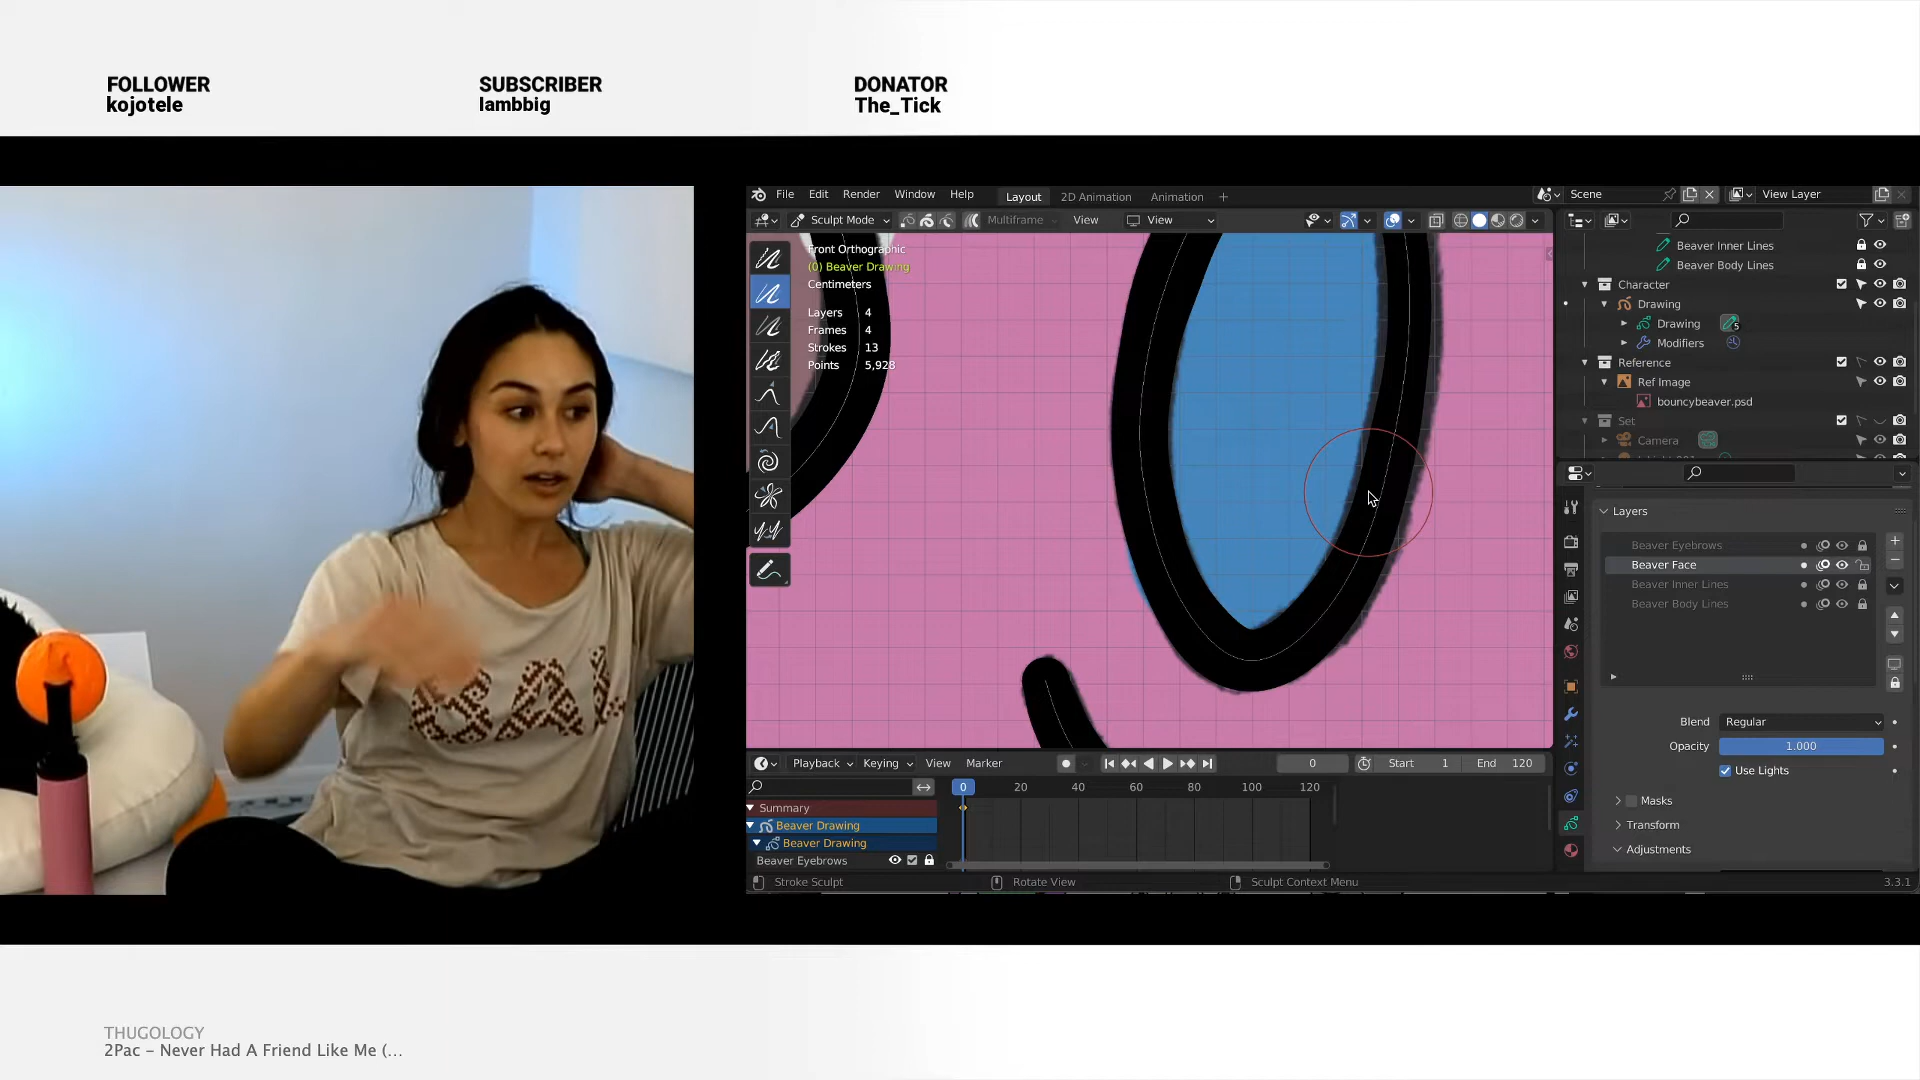 FOLLOWER
kojotele
SUBSCRIBER
lambbig
DONATOR
The_Tick
File Edit Render Window Help Layout 2D Animation Animation + Scene View Layer
Sculpt Mode Multiframe View View
Front Orthographic
(0) Beaver Drawing
Centimeters
Layers 4
Frames 4
Strokes 13
Points 5,928
Beaver Inner Lines
Beaver Body Lines
Character
Drawing
Drawing 5
Modifiers
Reference
Ref Image
bouncybeaver.psd
Set
Camera
Layers
Beaver Eyebrows
Beaver Face
Beaver Inner Lines
Beaver Body Lines
Blend Regular
Opacity 1.000
Use Lights
Masks
Transform
Adjustments
BAL
Playback Keying View Marker 0 Start 1 End 120
0 20 40 60 80 100 120
Summary
Beaver Drawing
Beaver Drawing
Beaver Eyebrows
Stroke Sculpt Rotate View Sculpt Context Menu 3.3.1
THUGOLOGY
2Pac - Never Had A Friend Like Me (...